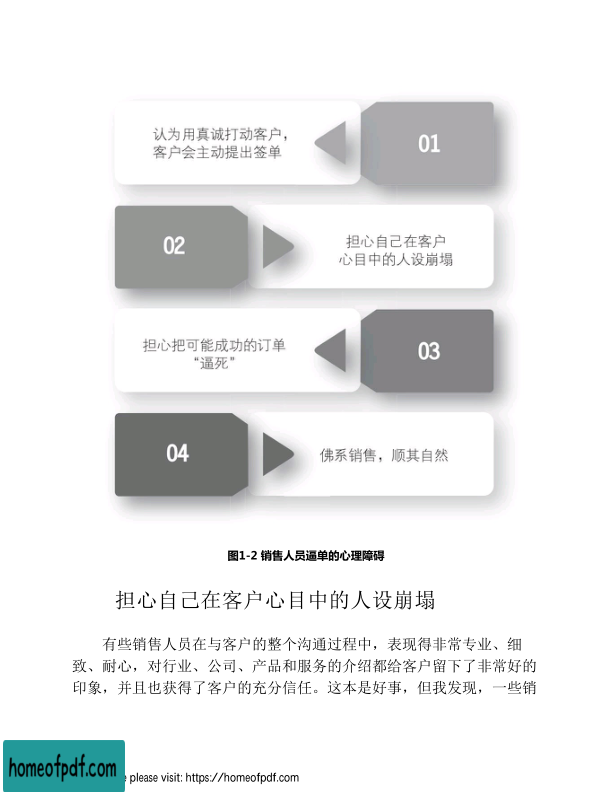 认为用真诚打动客户，
客户会主动提出签单
01
02
担心自己在客户
心目中的人设崩塌
担心把可能成功的订单
“逼死”
03
04
佛系销售，顺其自然
图1-2 销售人员逼单的心理障碍
担心自己在客户心目中的人设崩塌
有些销售人员在与客户的整个沟通过程中，表现得非常专业、细
致、耐心，对行业、公司、产品和服务的介绍都给客户留下了非常好的
印象，并且也获得了客户的充分信任。这本是好事，但我发现，一些销
homeofpdf.com
please visit: https://homeofpdf.com